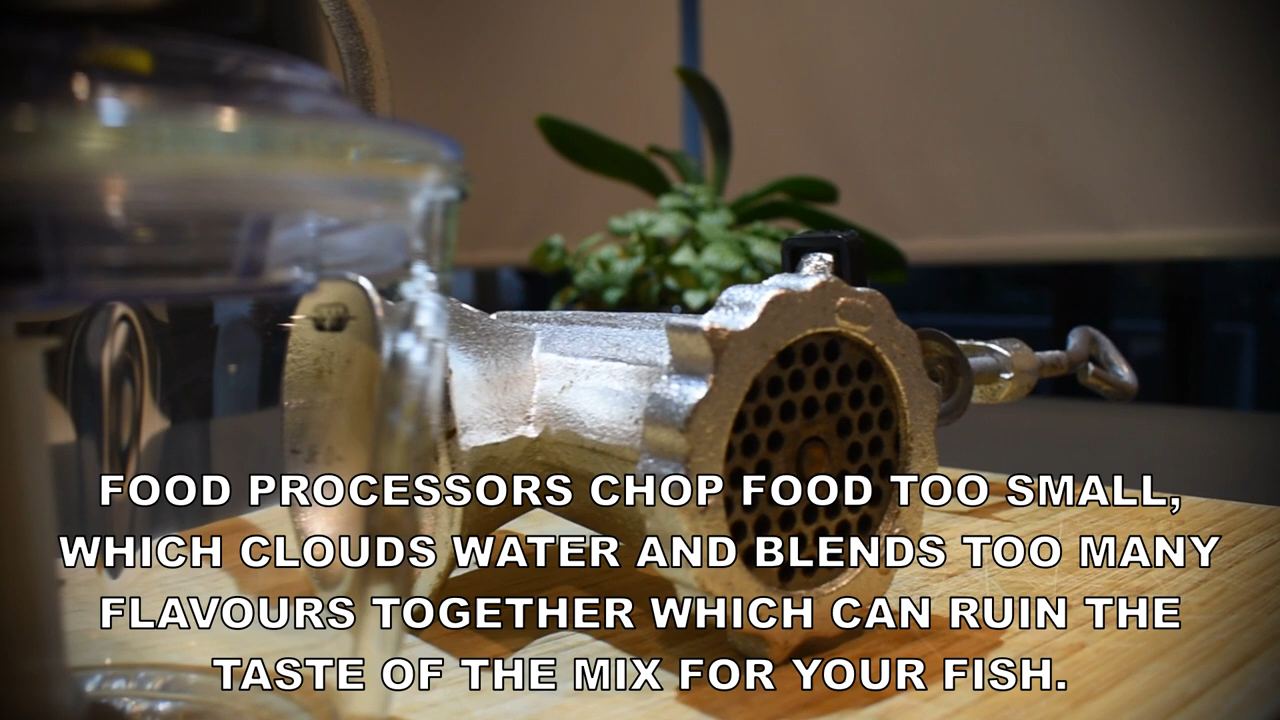 FOOD PROCESSORS CHOP FOOD TOO SMALL,
WHICH CLOUDS WATER AND BLENDS TOO MANY
FLAVOURS TOGETHER WHICH CAN RUIN THE
TASTE OF THE MIX FOR YOUR FISH.